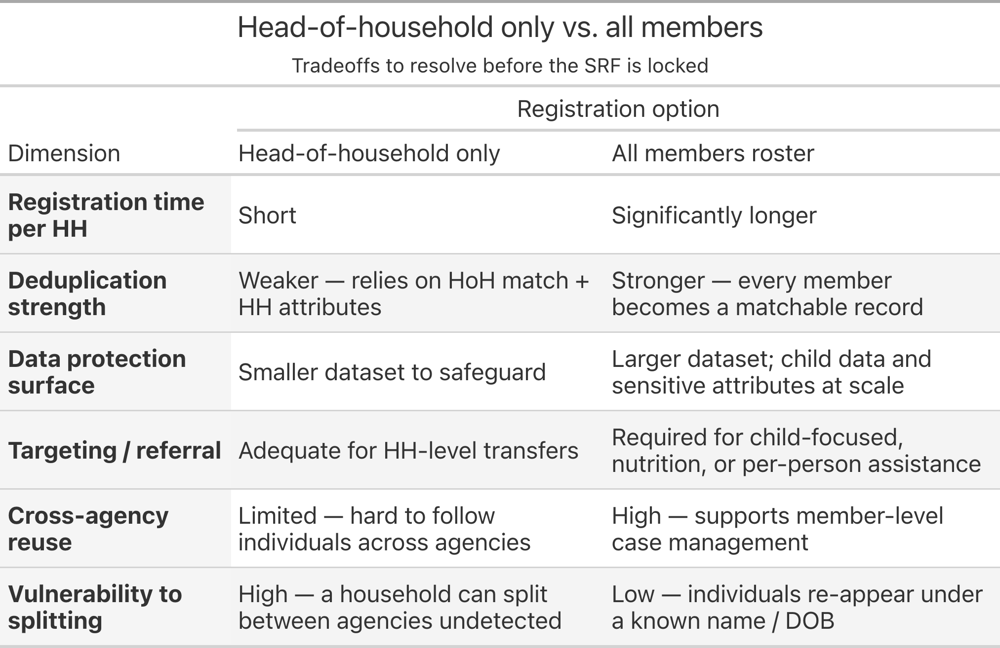 Head-of-household only vs. all members
Tradeoffs to resolve before the SRF is locked
Registration option
Dimension
Head-of-household only
All members roster
Registration time
per HH
Short
Significantly longer
Deduplication
strength
Weaker — relies on HoH match +
HH attributes
Stronger — every member
becomes a matchable record
Data protection
surface
Smaller dataset to safeguard
Larger dataset; child data and
sensitive attributes at scale
Targeting / referral
Adequate for HH-level transfers
Required for child-focused,
nutrition, or per-person assistance
Cross-agency
reuse
Limited — hard to follow
individuals across agencies
High — supports member-level
case management
Vulnerability to
splitting
High — a household can split
between agencies undetected
Low — individuals re-appear under
a known name / DOB